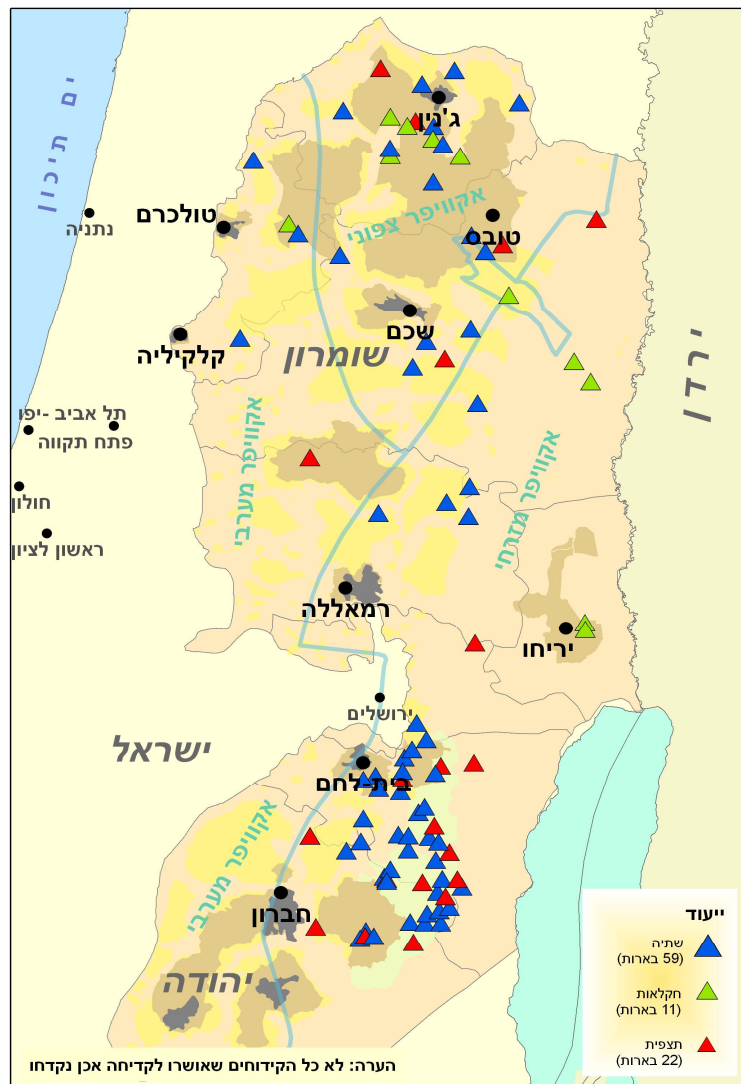 ים תיכון
ג'נין
נתניה
טולכרם
אקוויפר צפוני
טובס
שכם
קלקיליה
שומרון
ירדן
תל אביב -יפו
פתח תקווה
אקוויפר מערבי
אקוויפר מזרחי
חולון
ראשון לציון
רמאללה
יריחו
ירושלים
ישראל
בית-לחם
אקוויפר מערבי
חברון
יהודה
ייעוד
שתיה
(59 בארות)
חקלאות
(11 בארות)
תצפית
(22 בארות)
הערה: לא כל הקידוחים שאושרו לקדיחה אכן נקדחו